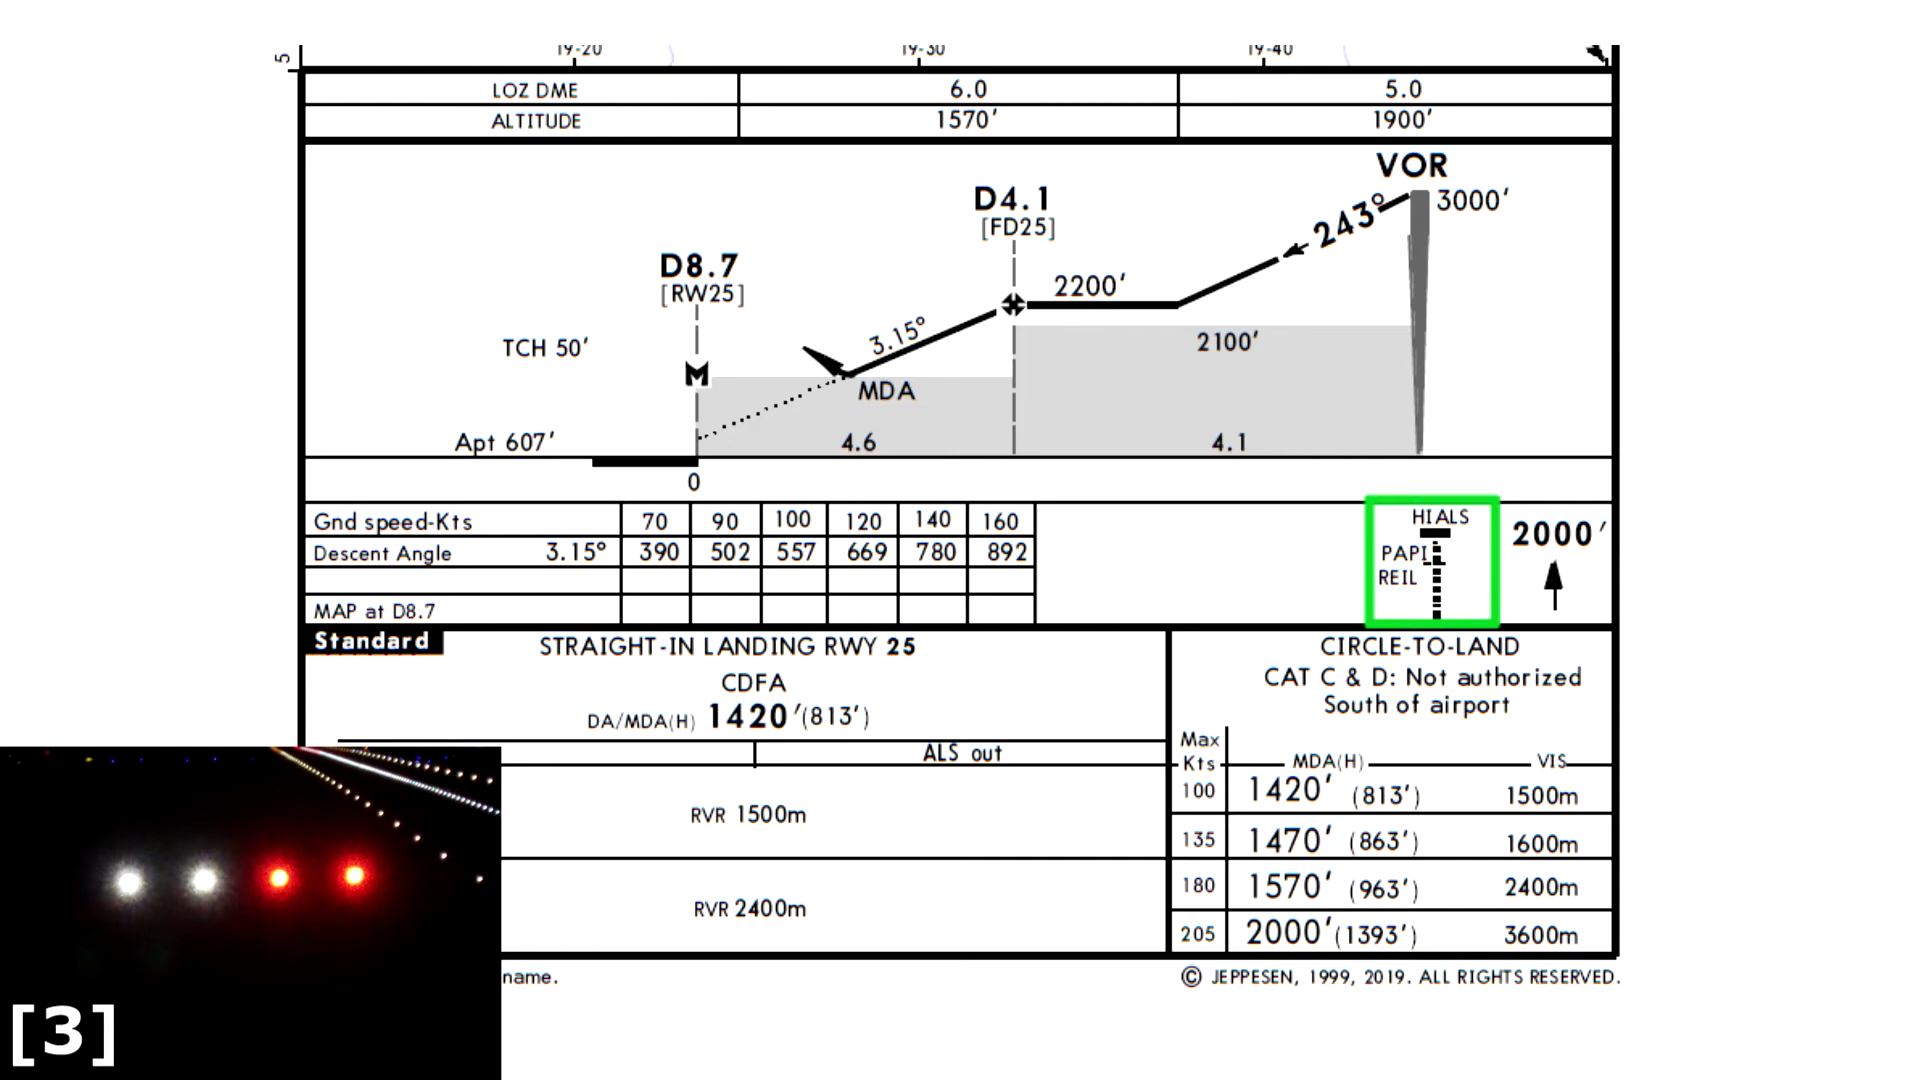 5
19-20 19-30 19-40
LOZ DME 6.0 5.0
ALTITUDE 1570' 1900'
VOR
3000'
243°
D4.1
[FD25]
D8.7
[RW25]
2200'
3.15°
TCH 50'
2100'
M
MDA
Apt 607'
4.6 4.1
0
Gnd speed-Kts 70 90 100 120 140 160
Descent Angle 3.15° 390 502 557 669 780 892
MAP at D8.7
HIALS
PAPI
REIL
2000'
Standard
STRAIGHT-IN LANDING RWY 25
CDFA
DA/MDA(H) 1420'(813')
ALS out
RVR 1500m
RVR 2400m
CIRCLE-TO-LAND
CAT C & D: Not authorized
South of airport
Max
Kts MDA(H) VIS
100 1420' (813') 1500m
135 1470' (863') 1600m
180 1570' (963') 2400m
205 2000'(1393') 3600m
name.
© JEPPESEN, 1999, 2019. ALL RIGHTS RESERVED.
[3]